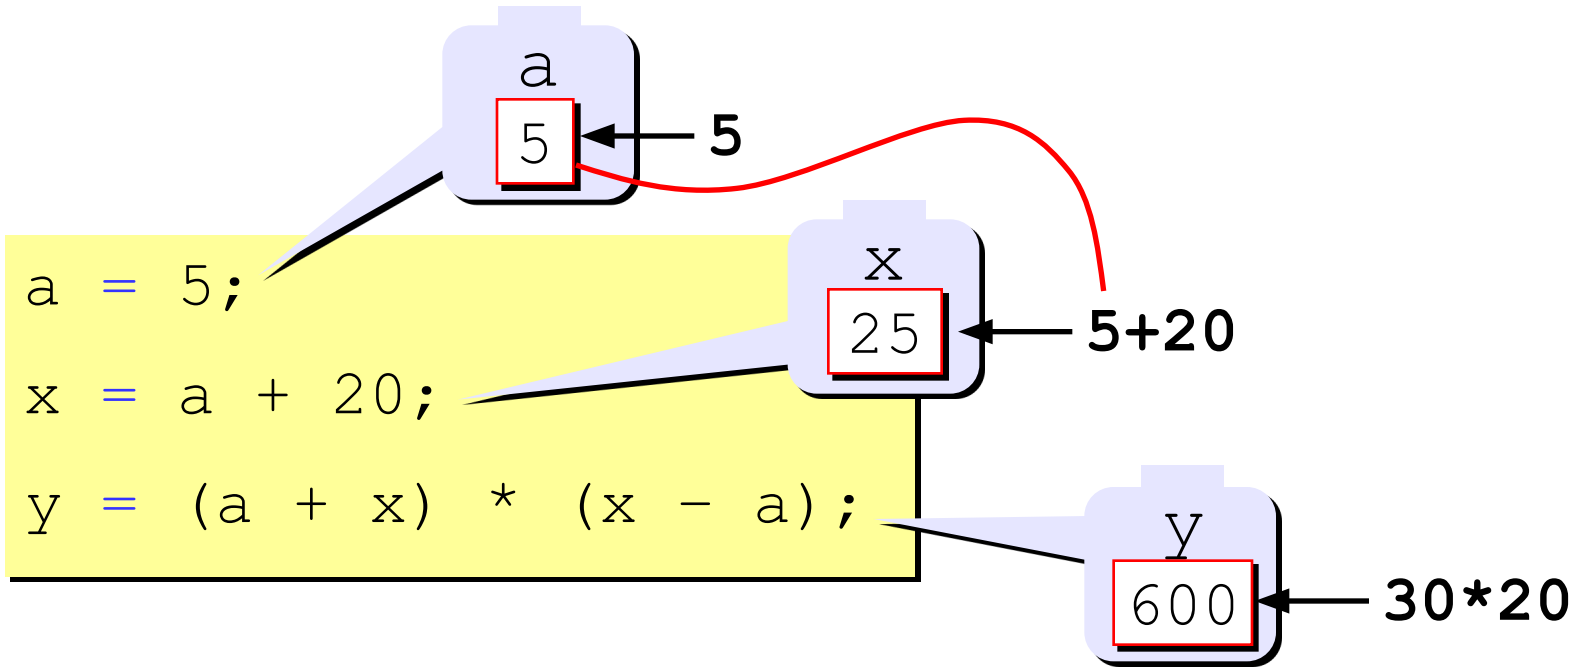 a
5
5
a = 5;
x
25
5+20
x = a + 20;
y = (a + x) * (x - a);
y
600
30*20